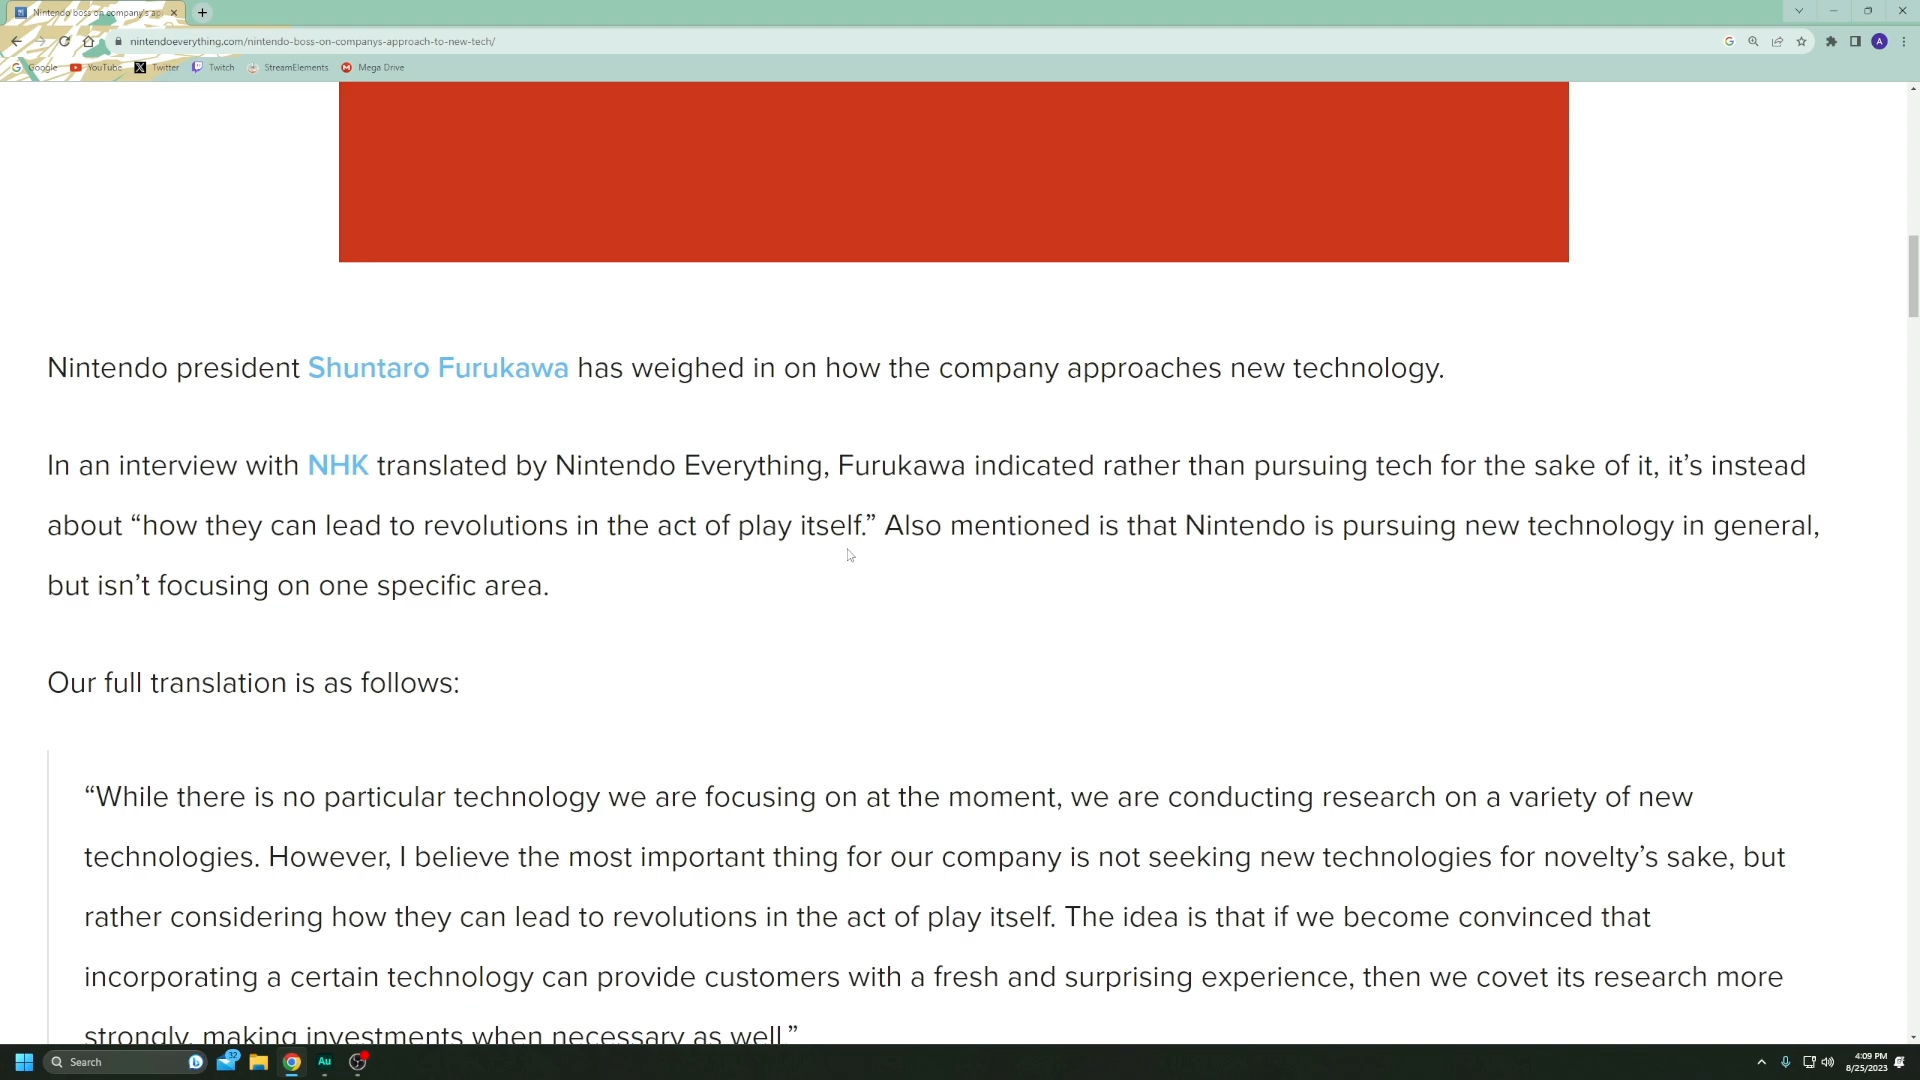 Nintendo boss on company's ap
nintendoeverything.com/nintendo-boss-on-companys-approach-to-new-tech/
A
Google YouTube Twitter Twitch StreamElements Mega Drive
Nintendo president Shuntaro Furukawa has weighed in on how the company approaches new technology.
In an interview with NHK translated by Nintendo Everything, Furukawa indicated rather than pursuing tech for the sake of it, it’s instead
about “how they can lead to revolutions in the act of play itself.” Also mentioned is that Nintendo is pursuing new technology in general,
but isn’t focusing on one specific area.
Our full translation is as follows:
“While there is no particular technology we are focusing on at the moment, we are conducting research on a variety of new
technologies. However, I believe the most important thing for our company is not seeking new technologies for novelty’s sake, but
rather considering how they can lead to revolutions in the act of play itself. The idea is that if we become convinced that
incorporating a certain technology can provide customers with a fresh and surprising experience, then we covet its research more
strongly, making investments when necessary as well.”
Search
32
Au
4:09 PM
8/25/2023